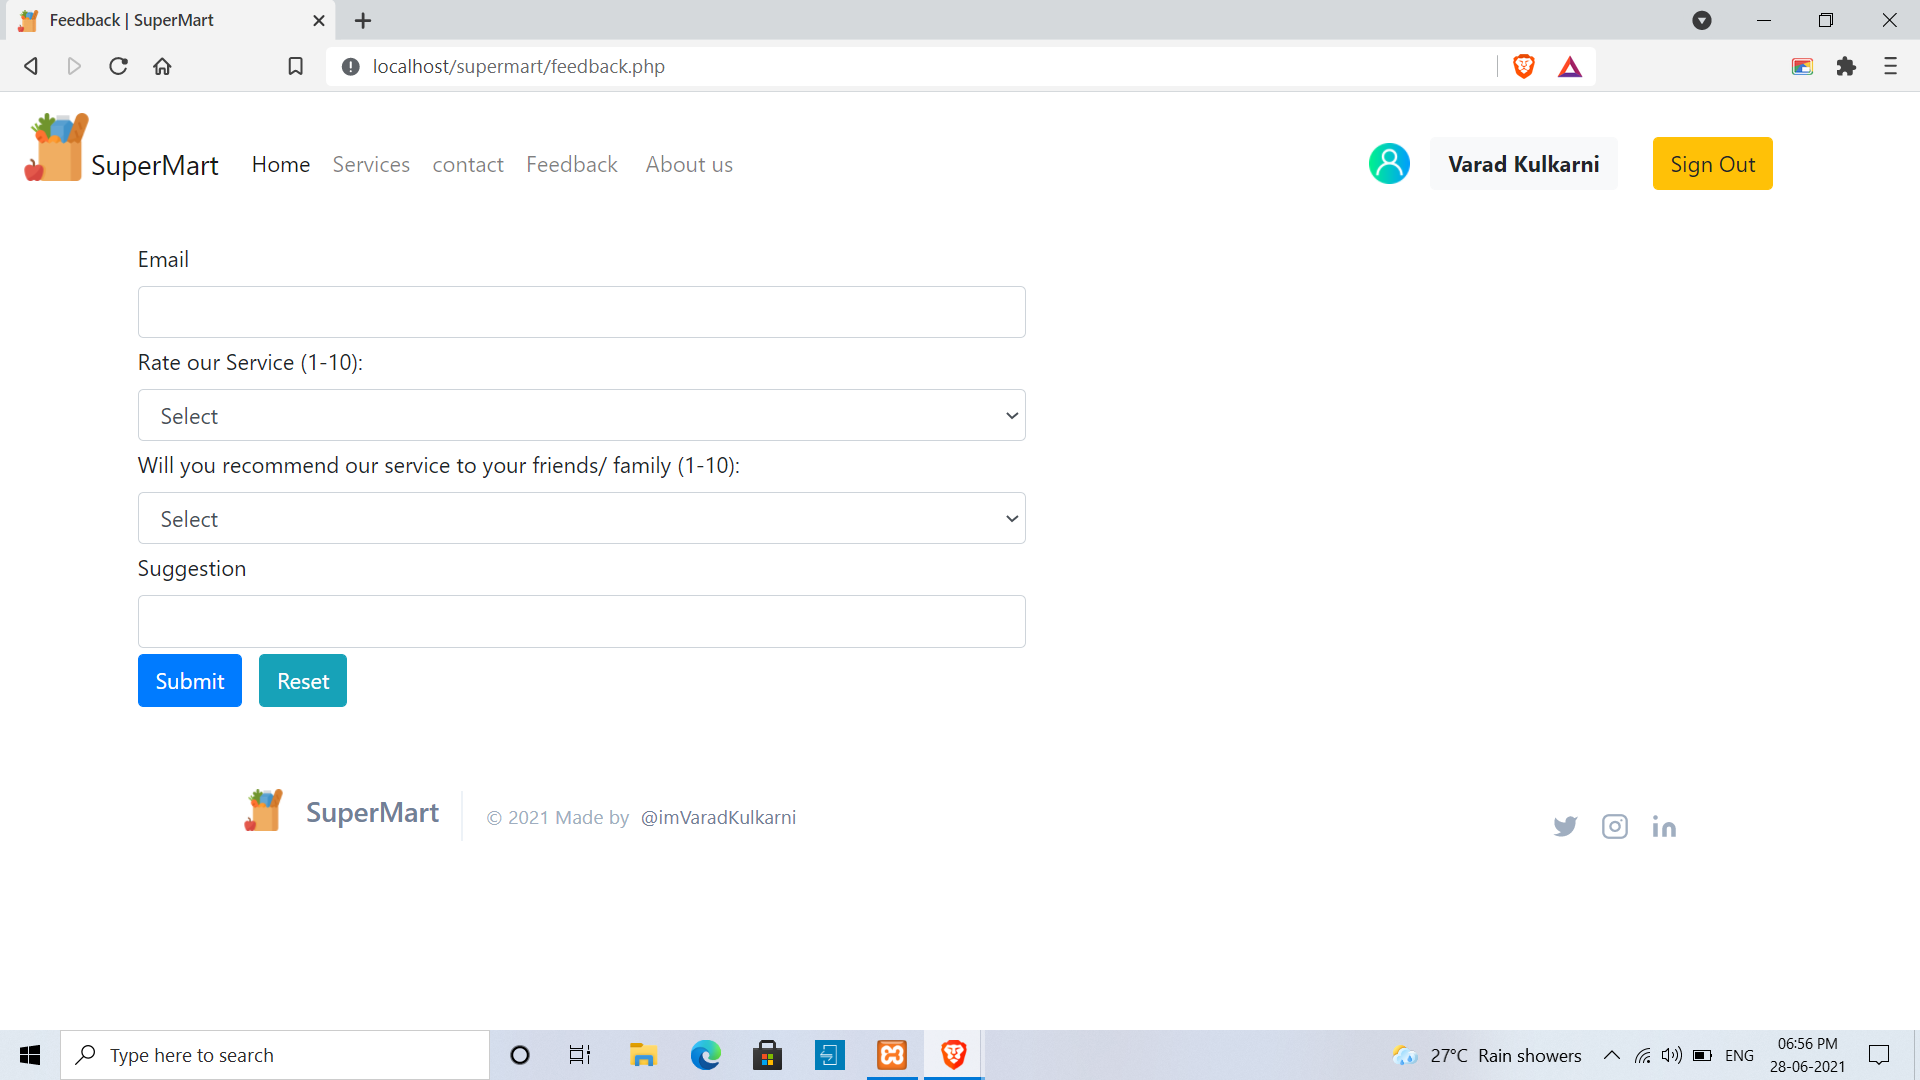 Feedback | SuperMart
localhost/supermart/feedback.php
SuperMart Home Services contact Feedback About us Varad Kulkarni Sign Out
Email
Rate our Service (1-10):
Select
Will you recommend our service to your friends/ family (1-10):
Select
Suggestion
Submit Reset
SuperMart © 2021 Made by @imVaradKulkarni
Type here to search 27°C Rain showers ENG 06:56 PM
28-06-2021